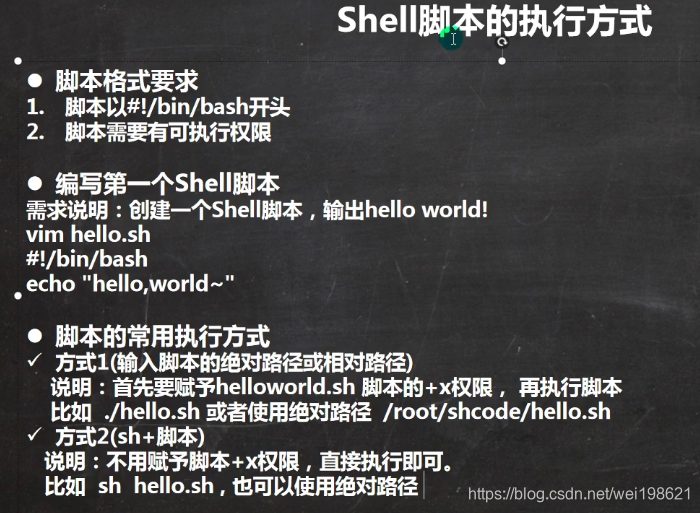 Shell脚本的执行方式
● 脚本格式要求
1. 脚本以#!/bin/bash开头
2. 脚本需要有可执行权限
● 编写第一个Shell脚本
需求说明：创建一个Shell脚本，输出hello world!
vim hello.sh
#!/bin/bash
echo "hello,world~"
● 脚本的常用执行方式
✓ 方式1(输入脚本的绝对路径或相对路径)
说明：首先要赋予helloworld.sh 脚本的+x权限， 再执行脚本
比如 ./hello.sh 或者使用绝对路径 /root/shcode/hello.sh
✓ 方式2(sh+脚本)
说明：不用赋予脚本+x权限，直接执行即可。
比如 sh hello.sh , 也可以使用绝对路径
https://blog.csdn.net/wei198621